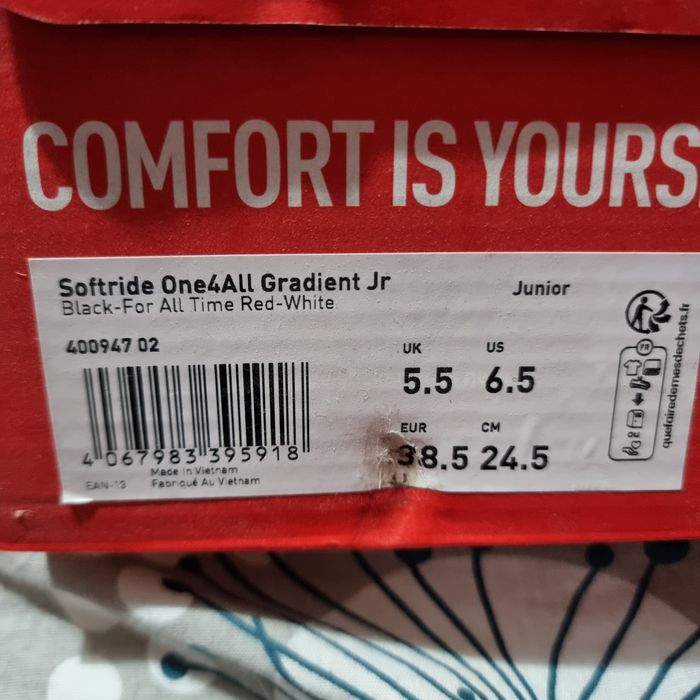 COMFORT IS YOURS
Softride One4All Gradient Jr
Junior
Black-For All Time Red-White
400947 02
UK US
5.5 6.5
EUR CM
38.5 24.5
4 067983 395918
EAN-13
Made in Vietnam
Fabriqué Au Vietnam
FR
quefairedemesdechets.fr